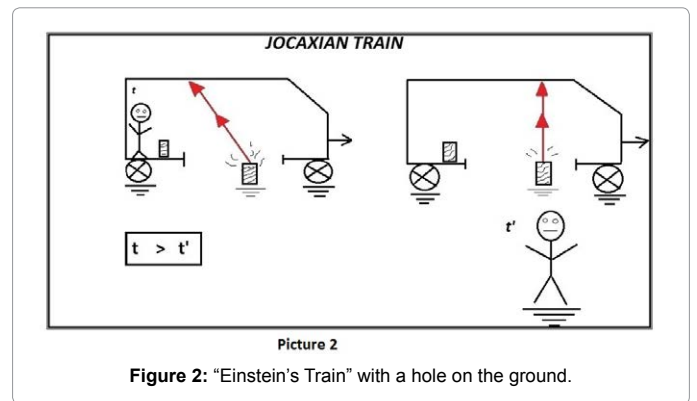 JOCAXIAN TRAIN
t
t'
t > t'
Picture 2
Figure 2: “Einstein’s Train” with a hole on the ground.